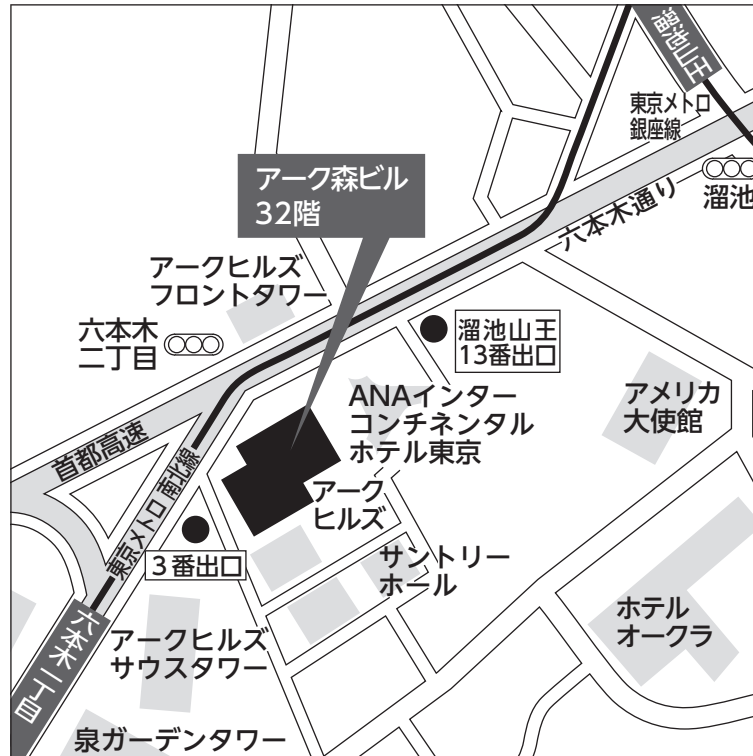 溜池山王
東京メトロ
銀座線
溜池
六本木通り
アーク森ビル
32階
アークヒルズ
フロントタワー
六本木
二丁目
溜池山王
13番出口
ANAインター
コンチネンタル
ホテル東京
アメリカ
大使館
首都高速
東京メトロ 南北線
アーク
ヒルズ
3番出口
サントリー
ホール
ホテル
オークラ
六本木一丁目
アークヒルズ
サウスタワー
泉ガーデンタワー